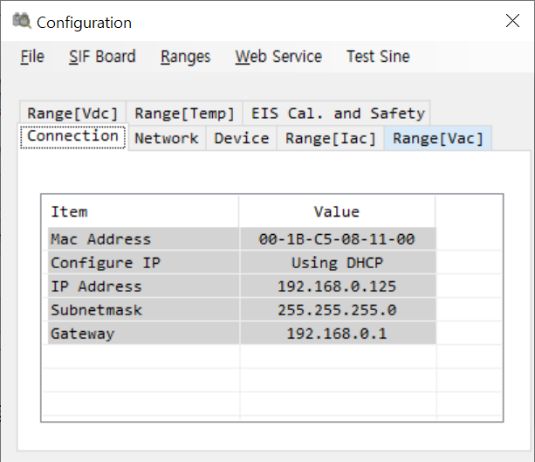 Configuration
File SIF Board Ranges Web Service Test Sine
Range[Vdc] Range[Temp] EIS Cal. and Safety
Connection Network Device Range[Iac] Range[Vac]
Item Value
Mac Address 00-1B-C5-08-11-00
Configure IP Using DHCP
IP Address 192.168.0.125
Subnetmask 255.255.255.0
Gateway 192.168.0.1